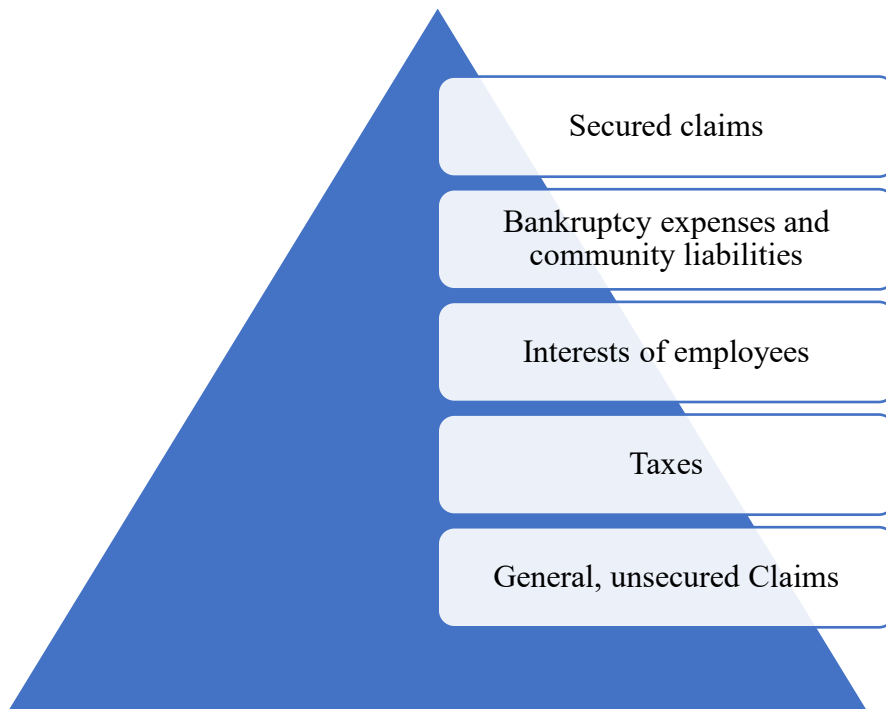 Secured claims
Bankruptcy expenses and
community liabilities
Interests of employees
Taxes
General, unsecured Claims